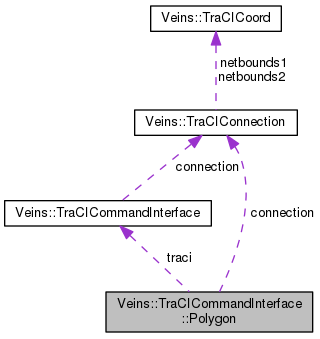 Veins::TraCICoord
netbounds1
netbounds2
Veins::TraCIConnection
connection
Veins::TraCICommandInterface
connection
traci
Veins::TraCICommandInterface
::Polygon